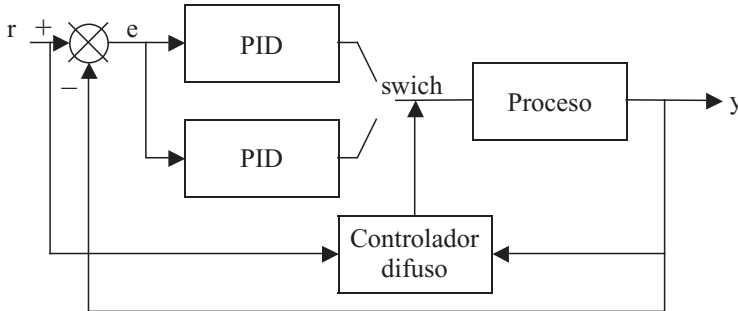 r
+
−
e
PID
PID
swich
Proceso
y
Controlador
difuso